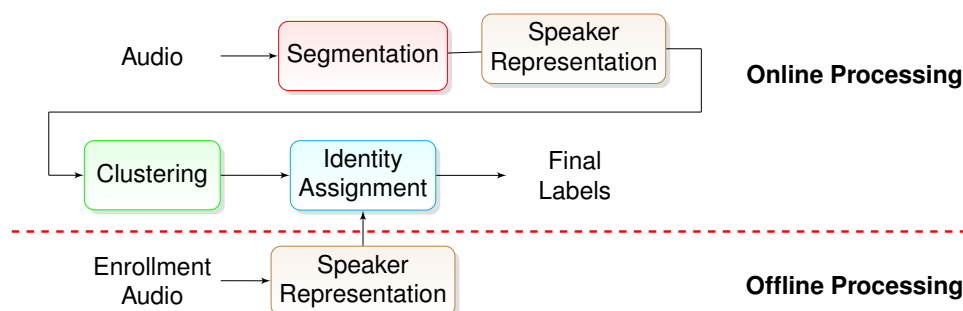 Audio
Segmentation
Speaker
Representation
Online Processing
Clustering
Identity
Assignment
Final
Labels
Enrollment
Audio
Speaker
Representation
Offline Processing